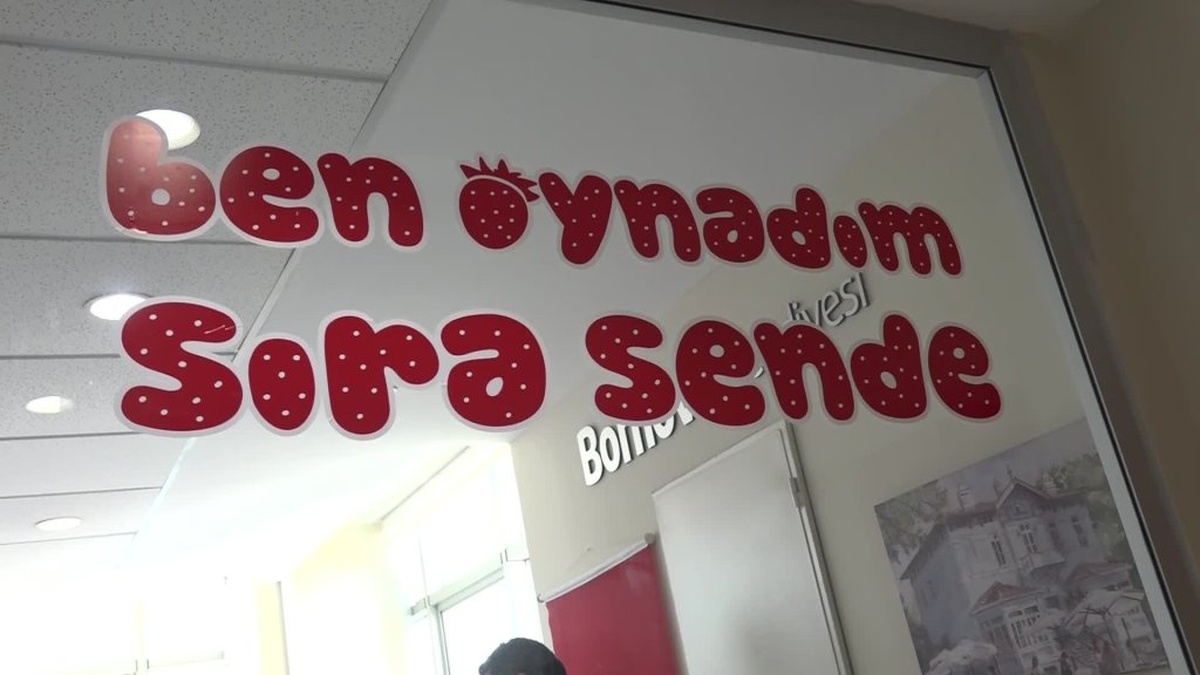 ben oynadım
Sıra sende